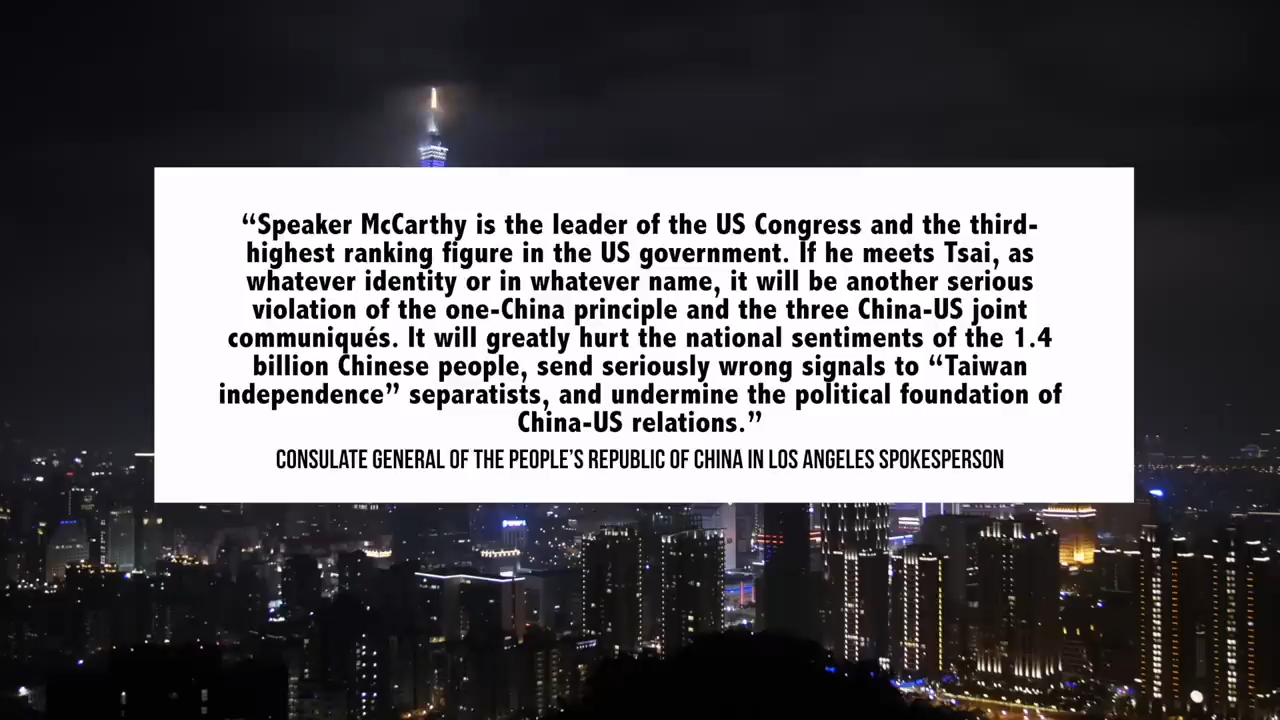 “Speaker McCarthy is the leader of the US Congress and the third-
highest ranking figure in the US government. If he meets Tsai, as
whatever identity or in whatever name, it will be another serious
violation of the one-China principle and the three China-US joint
communiqués. It will greatly hurt the national sentiments of the 1.4
billion Chinese people, send seriously wrong signals to “Taiwan
independence” separatists, and undermine the political foundation of
China-US relations.”
CONSULATE GENERAL OF THE PEOPLE’S REPUBLIC OF CHINA IN LOS ANGELES SPOKESPERSON